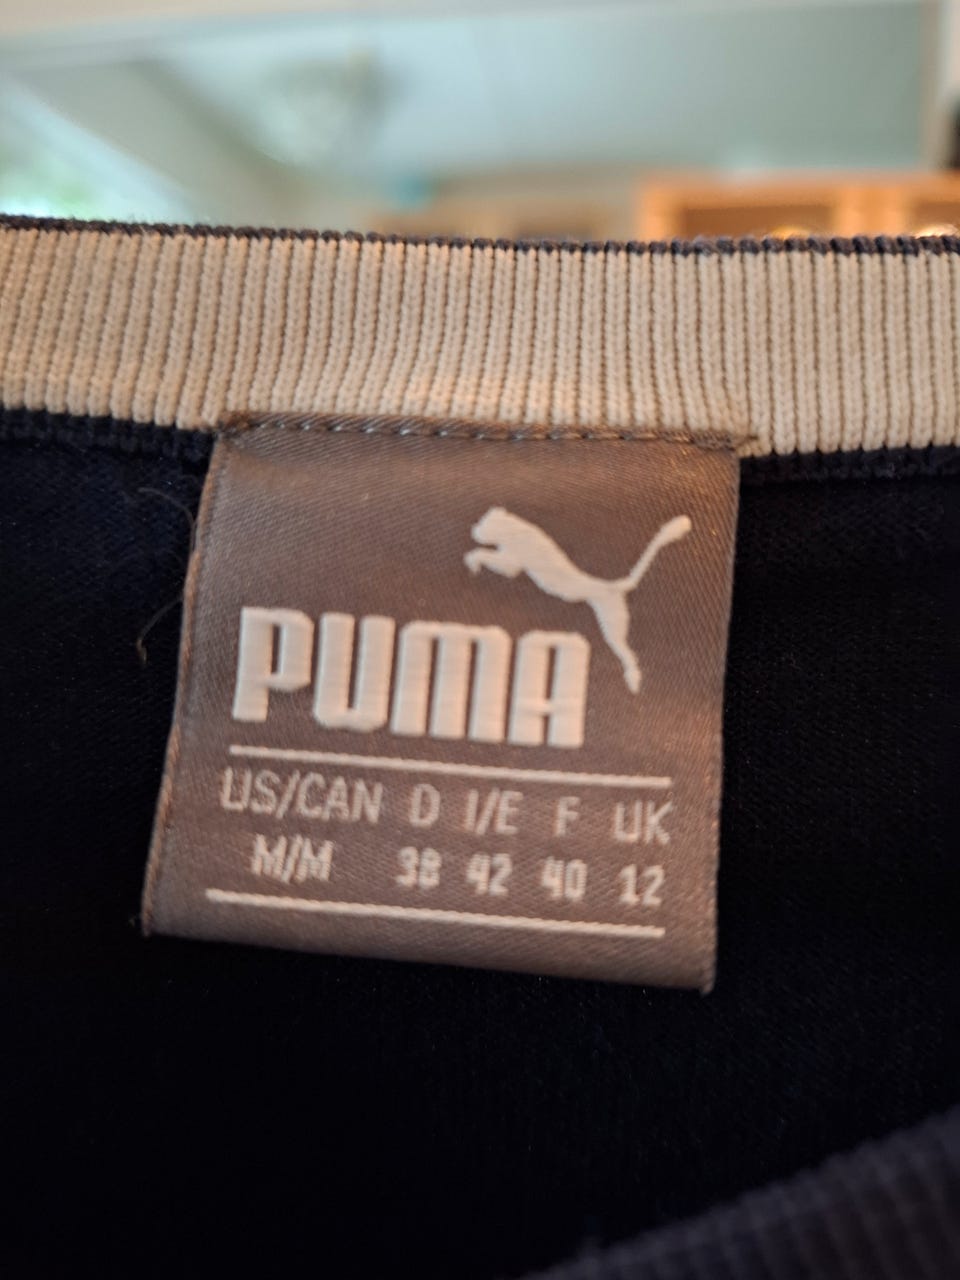 PUMA
US/CAN D I/E F UK
M/M 38 42 40 12